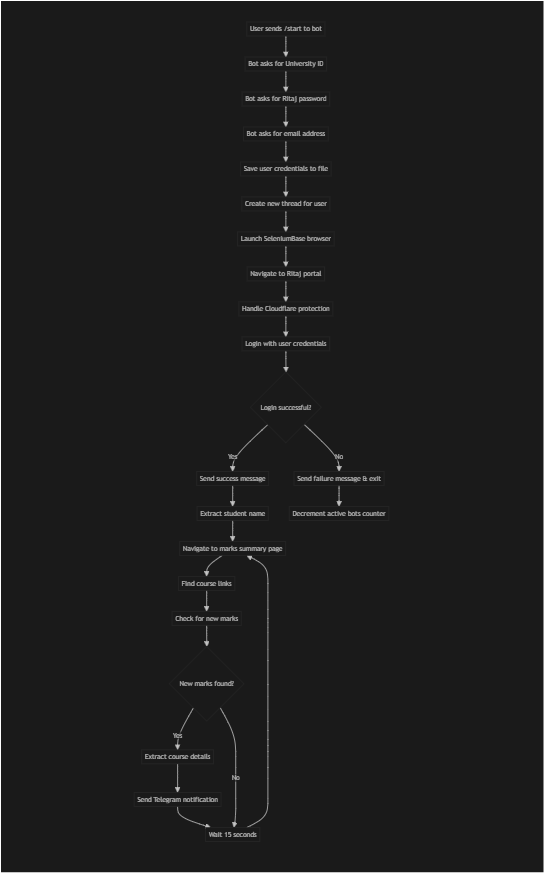 User sends /start to bot
Bot asks for University ID
Bot asks for Ritaj password
Bot asks for email address
Save user credentials to file
Create new thread for user
Launch SeleniumBase browser
Navigate to Ritaj portal
Handle Cloudflare protection
Login with user credentials
Login successful?
Yes
No
Send success message
Send failure message & exit
Extract student name
Decrement active bots counter
Navigate to marks summary page
Find course links
Check for new marks
New marks found?
Yes
Extract course details
No
Send Telegram notification
Wait 15 seconds